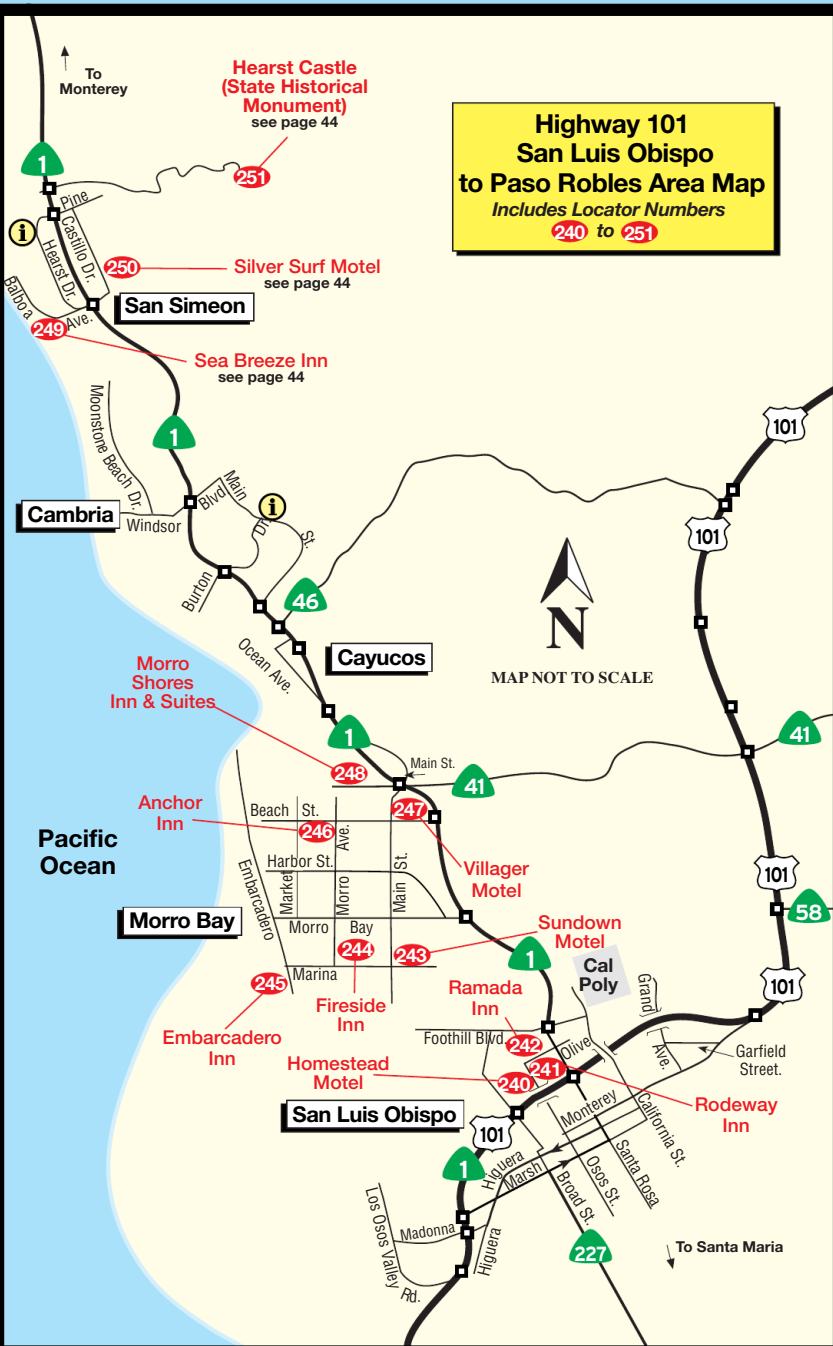 To
Monterey
Hearst Castle
(State Historical
Monument)
see page 44
Highway 101
San Luis Obispo
to Paso Robles Area Map
Includes Locator Numbers
240 to 251
1
251
Pine
Castillo Dr.
Hearst Dr.
i
250
Silver Surf Motel
see page 44
San Simeon
Balboa Ave.
249
Sea Breeze Inn
see page 44
101
1
Moonstone Beach Dr.
Main St.
Cambria
Windsor Blvd
i
Burton Dr.
101
46
N
MAP NOT TO SCALE
Ocean Ave.
Cayucos
Morro
Shores
Inn & Suites
1
41
248
Main St.
41
Anchor
Inn
Beach St.
246
247
Pacific
Ocean
Harbor St.
Villager
Motel
101
Embarcadero
Market
Morro Ave.
Main St.
58
Morro Bay
Morro Bay
Sundown
Motel
244
243
1
Cal
Poly
Marina
245
Fireside
Inn
Ramada
Inn
Grand Ave.
101
Embarcadero
Inn
Foothill Blvd.
242
Olive
Garfield
Street.
Homestead
Motel
240
241
San Luis Obispo
Monterey
California St.
Rodeway
Inn
101
1
Higuera
Marsh
Broad St.
Osos St.
Santa Rosa
Los Osos Valley Rd.
Madonna
Higuera
227
To Santa Maria